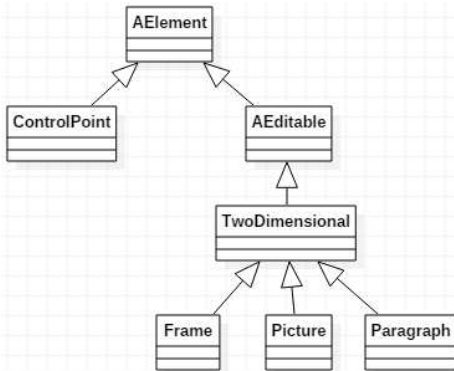 AElement
ControlPoint
AEditable
TwoDimensional
Frame
Picture
Paragraph